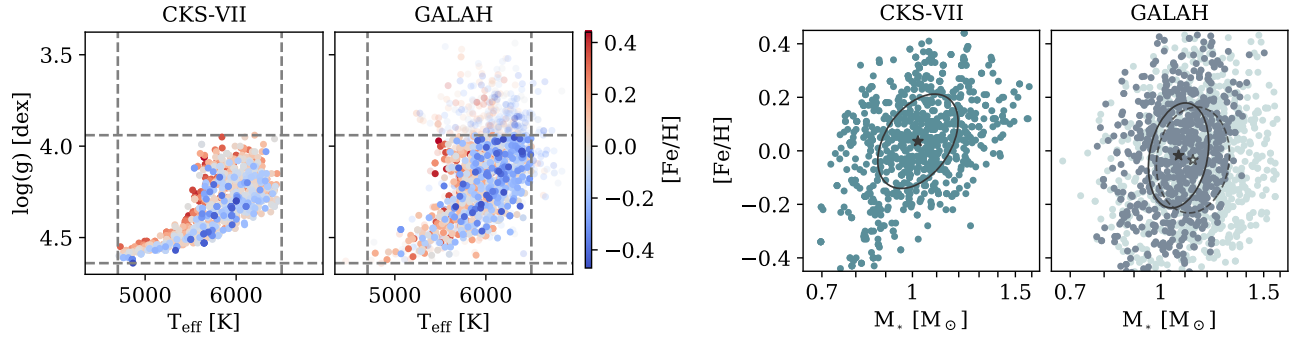 CKS-VII
GALAH
CKS-VII
GALAH
log(g) [dex]
3.5
4.0
4.5
5000
6000
5000
6000
T_eff [K]
T_eff [K]
0.4
0.2
0.0
−0.2
−0.4
[Fe/H]
[Fe/H]
0.4
0.2
0.0
−0.2
−0.4
0.7
1
1.5
0.7
1
1.5
M_* [M_⊙]
M_* [M_⊙]